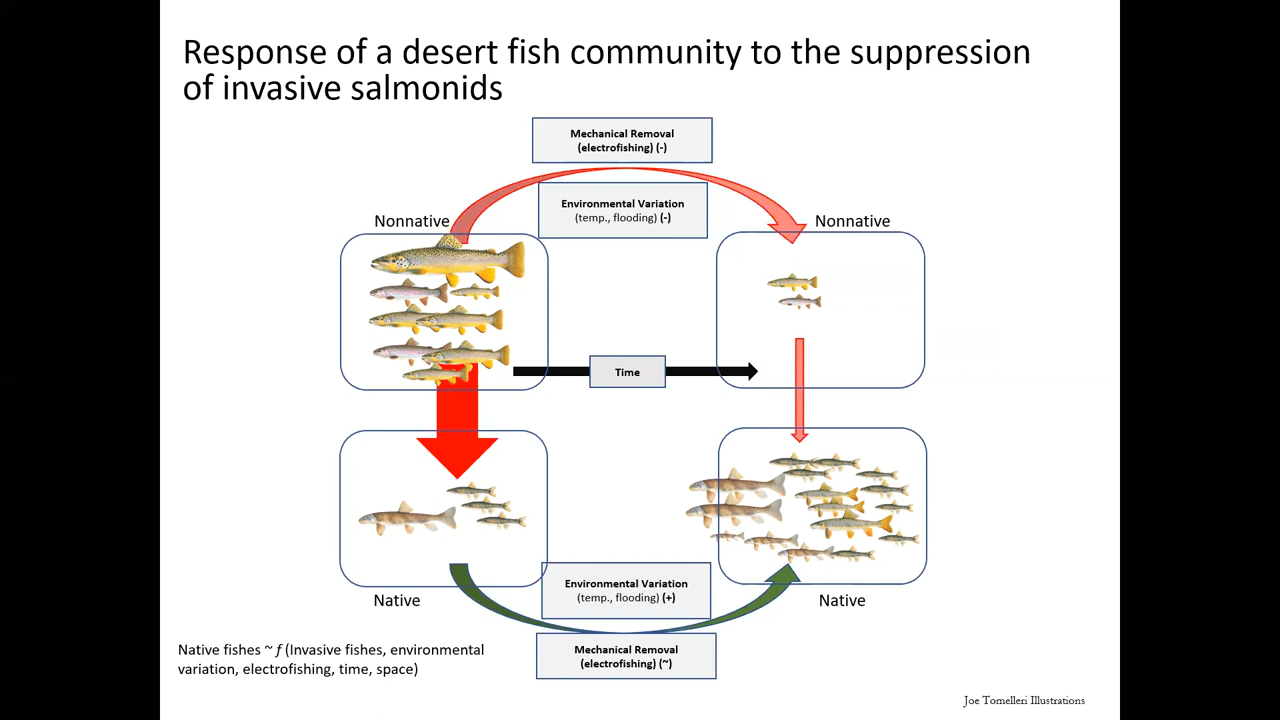 Response of a desert fish community to the suppression
of invasive salmonids
Mechanical Removal
(electrofishing) (-)
Environmental Variation
(temp., flooding) (-)
Nonnative
Nonnative
Time
Environmental Variation
(temp., flooding) (+)
Native
Native
Mechanical Removal
(electrofishing) (~)
Native fishes ~ f (Invasive fishes, environmental
variation, electrofishing, time, space)
Joe Tomelleri Illustrations